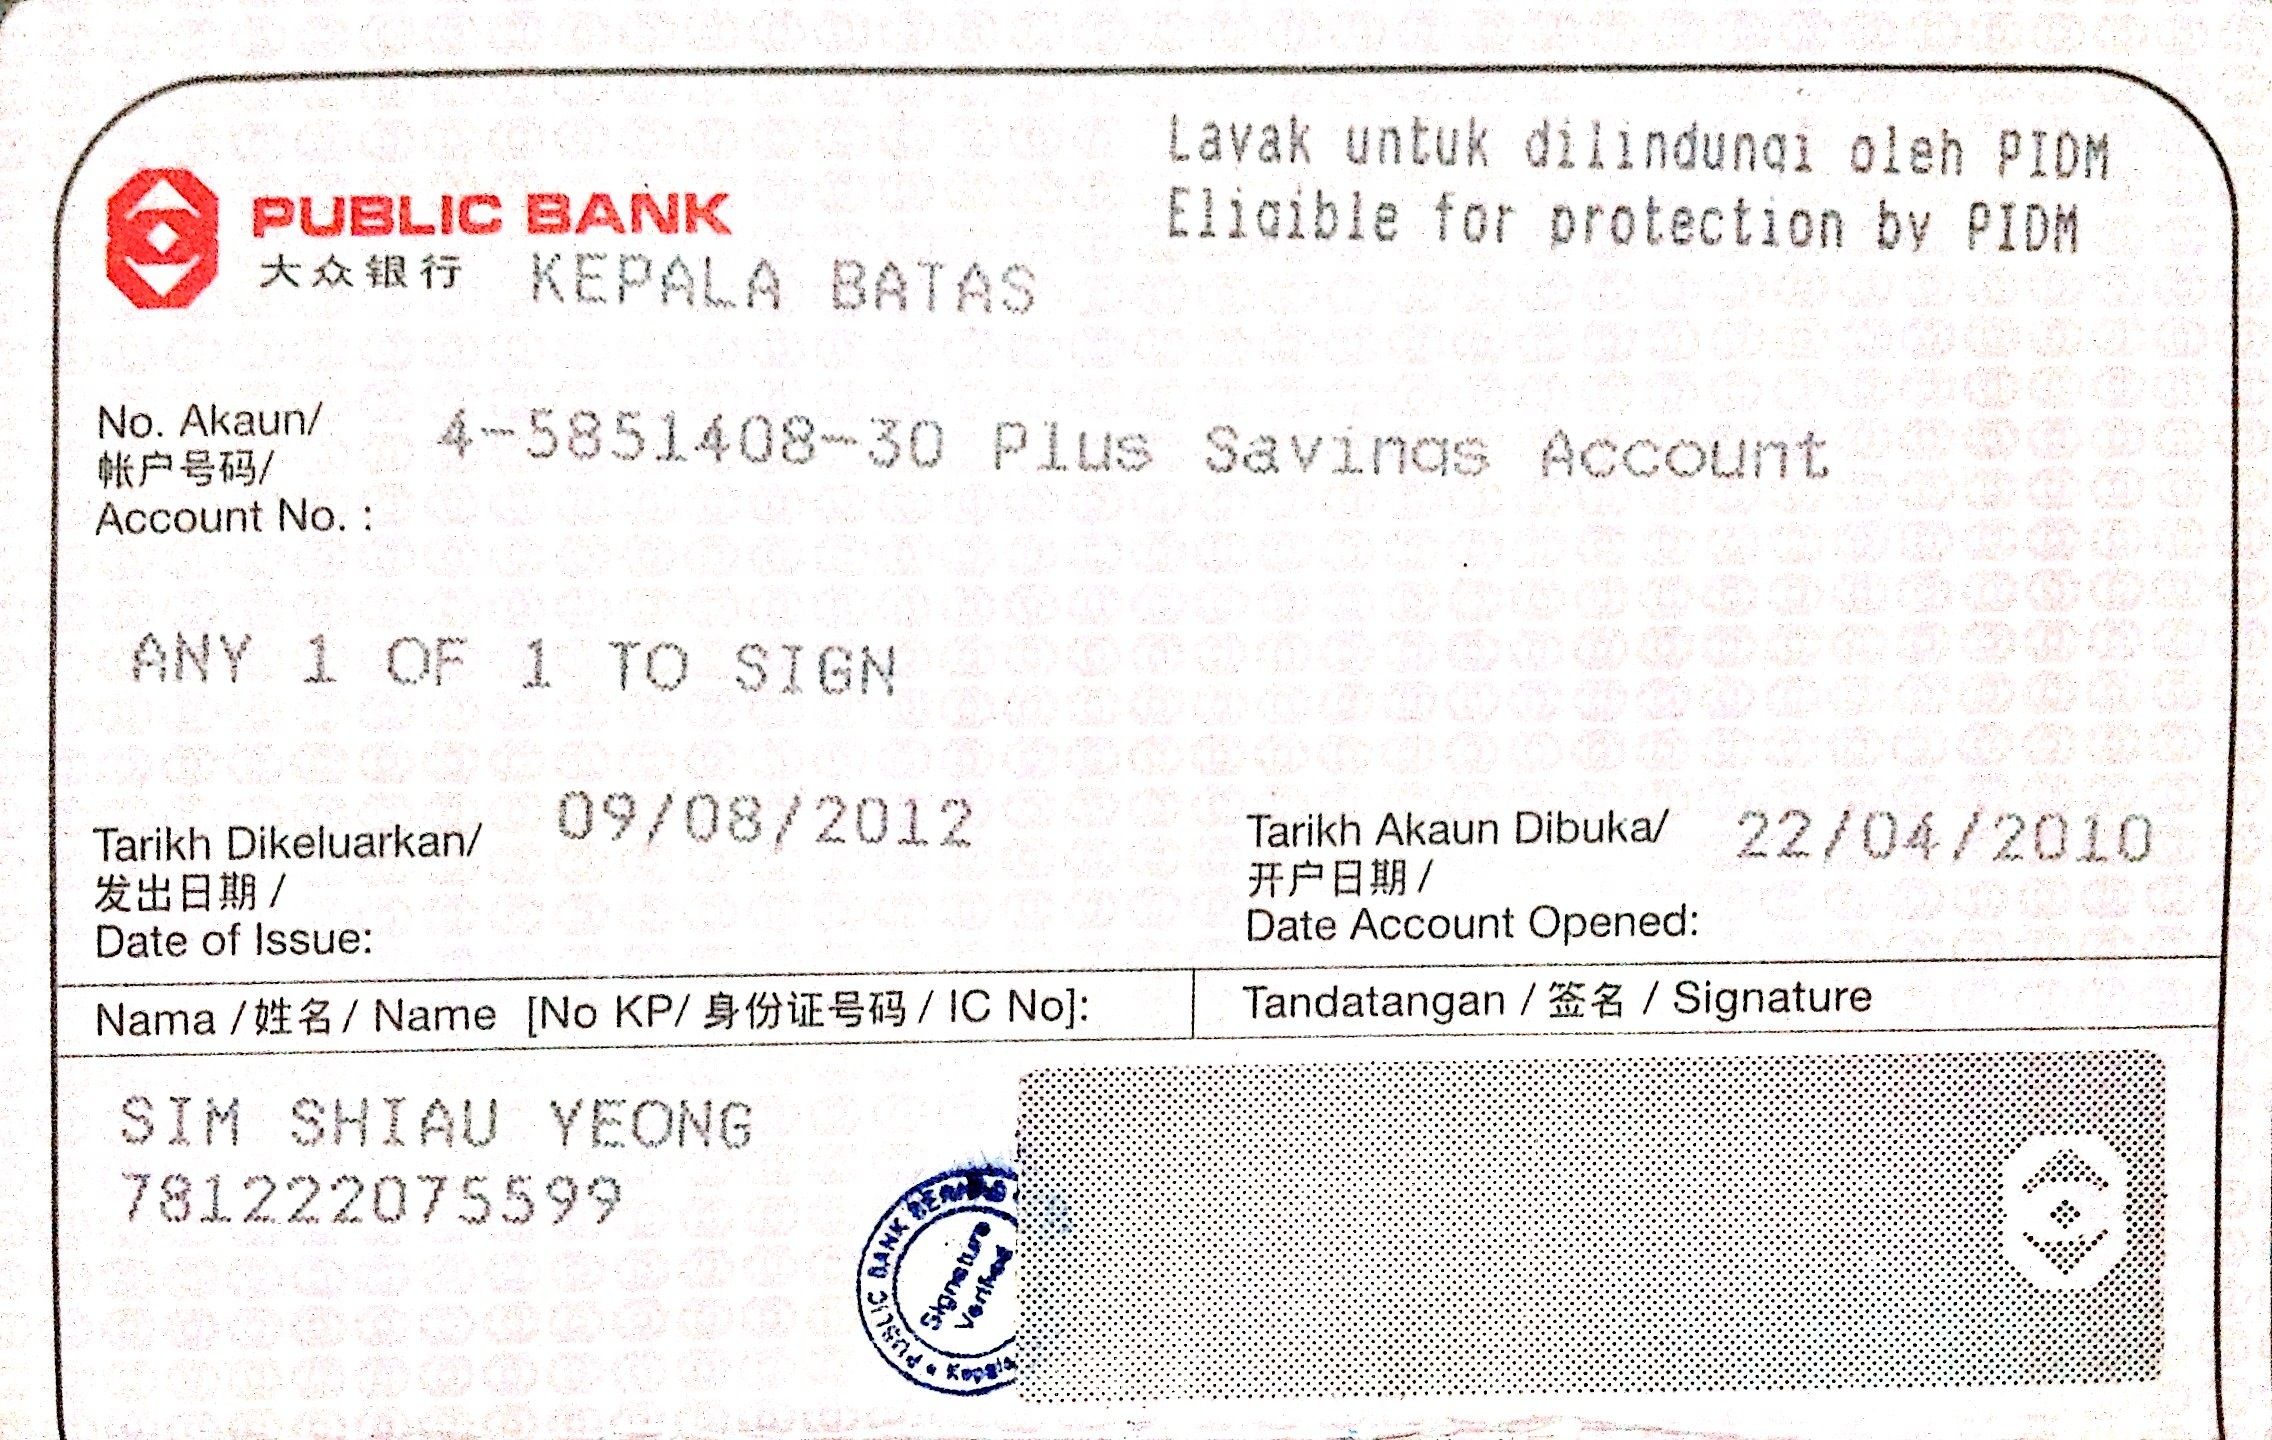 Layak untuk dilindungi oleh PIDM
Eligible for protection by PIDM
PUBLIC BANK
大众银行 KEPALA BATAS
No. Akaun/
帐户号码/
Account No. :
4-5851408-30 Plus Savings Account
ANY 1 OF 1 TO SIGN
Tarikh Dikeluarkan/
发出日期 /
Date of Issue:
09/08/2012
Tarikh Akaun Dibuka/
开户日期 /
Date Account Opened:
22/04/2010
Nama / 姓名 / Name [No KP/ 身份证号码 / IC No]:
Tandatangan / 签名 / Signature
SIM SHIAU YEONG
781222075599
PUBLIC BANK BERHAD
Signature
Verified